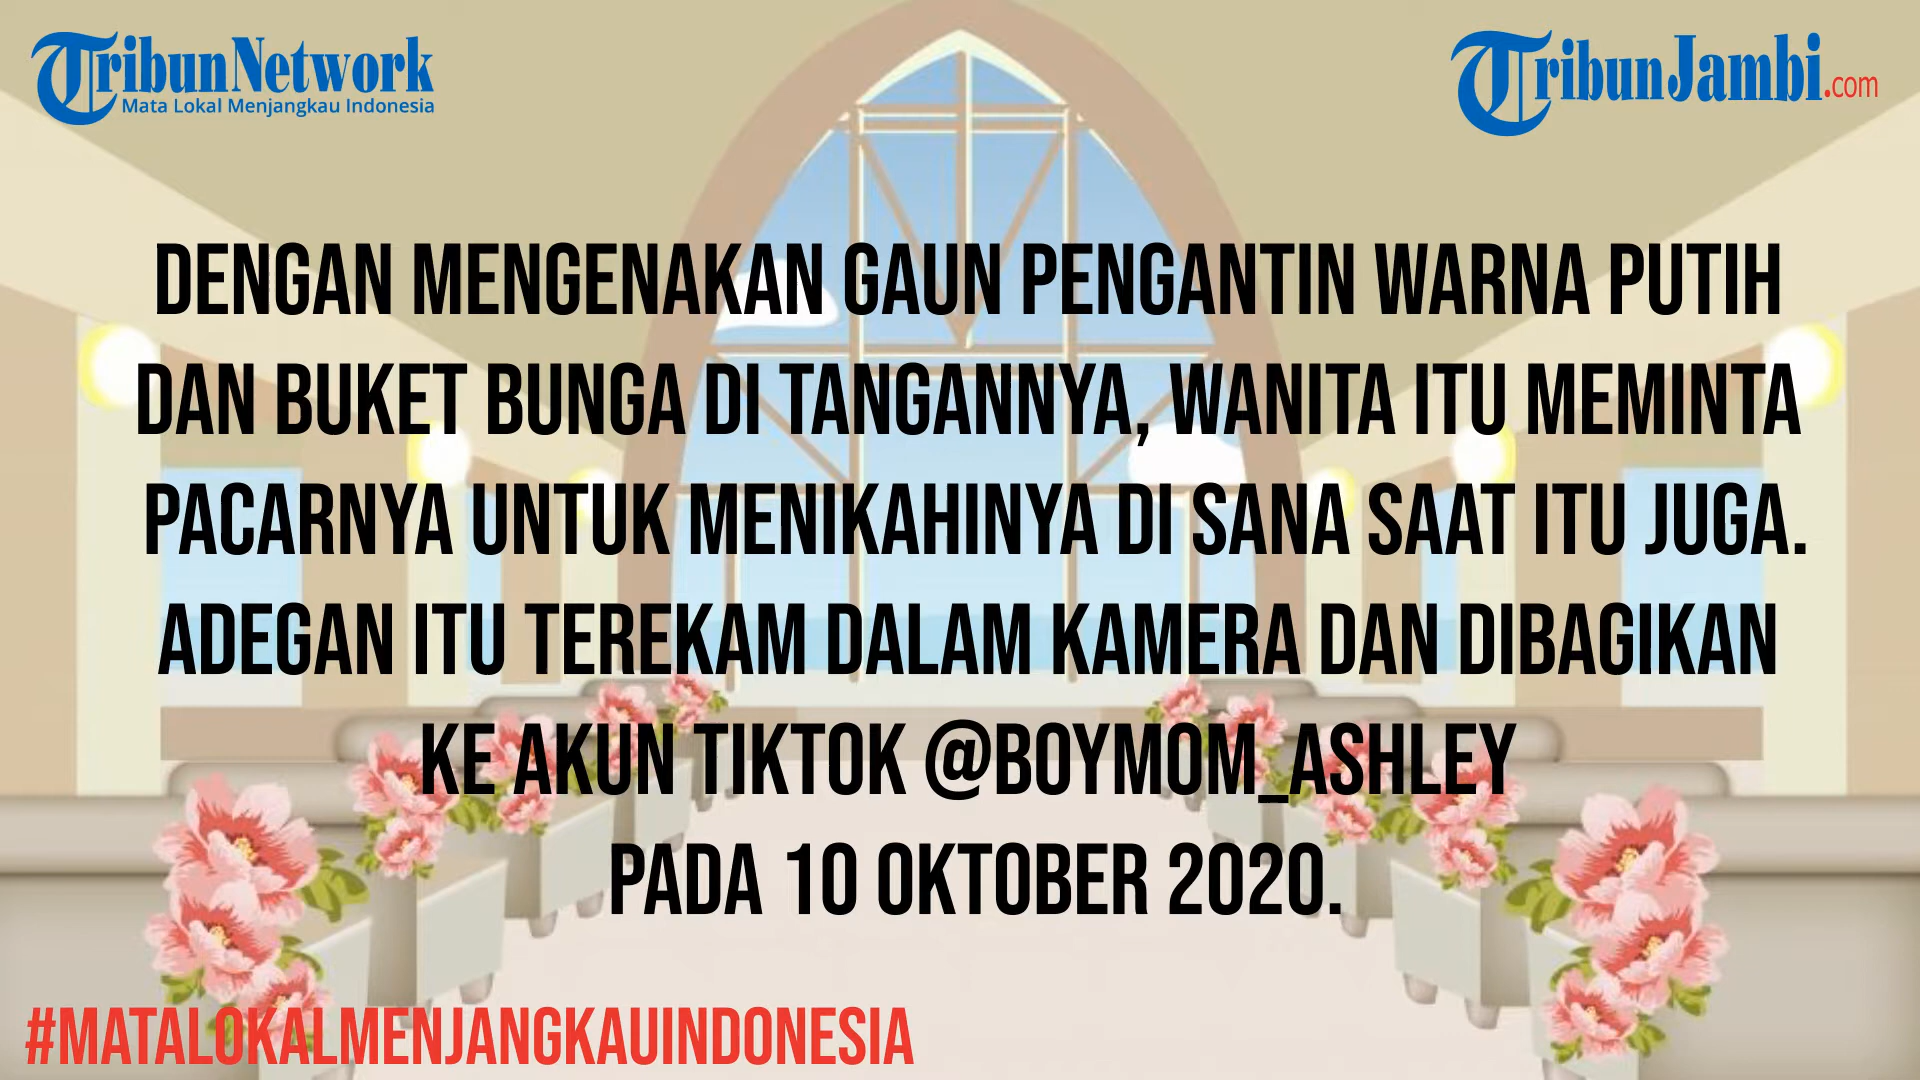 TribunNetwork
Mata Lokal Menjangkau Indonesia
TribunJambi.com
DENGAN MENGENAKAN GAUN PENGANTIN WARNA PUTIH
DAN BUKET BUNGA DI TANGANNYA, WANITA ITU MEMINTA
PACARNYA UNTUK MENIKAHINYA DI SANA SAAT ITU JUGA.
ADEGAN ITU TEREKAM DALAM KAMERA DAN DIBAGIKAN
KE AKUN TIKTOK @BOYMOM_ASHLEY
PADA 10 OKTOBER 2020.
#MATALOKALMENJANGKAUINDONESIA